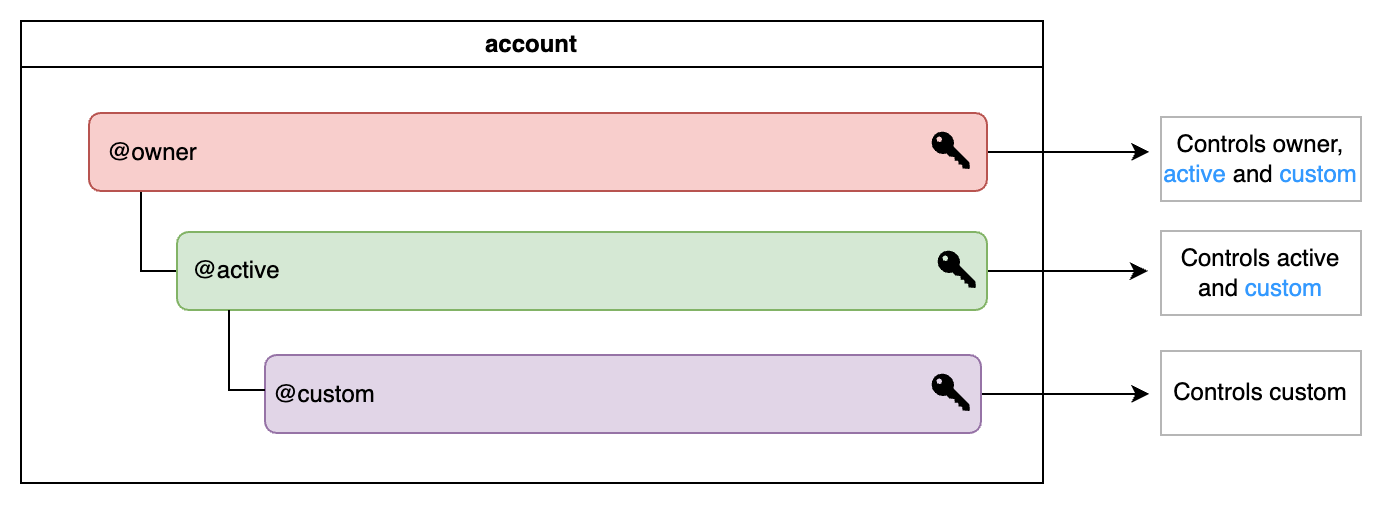 account
@owner
Controls owner,
active and custom
@active
Controls active
and custom
@custom
Controls custom